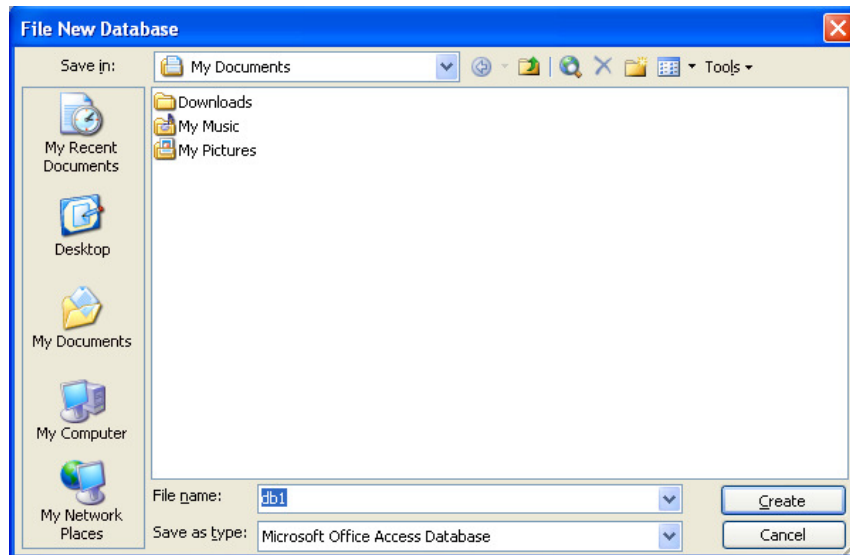 File New Database
Save in:
My Documents
Tools
Downloads
My Music
My Pictures
My Recent
Documents
Desktop
My Documents
My Computer
My Network
Places
File name:
db1
Create
Save as type:
Microsoft Office Access Database
Cancel